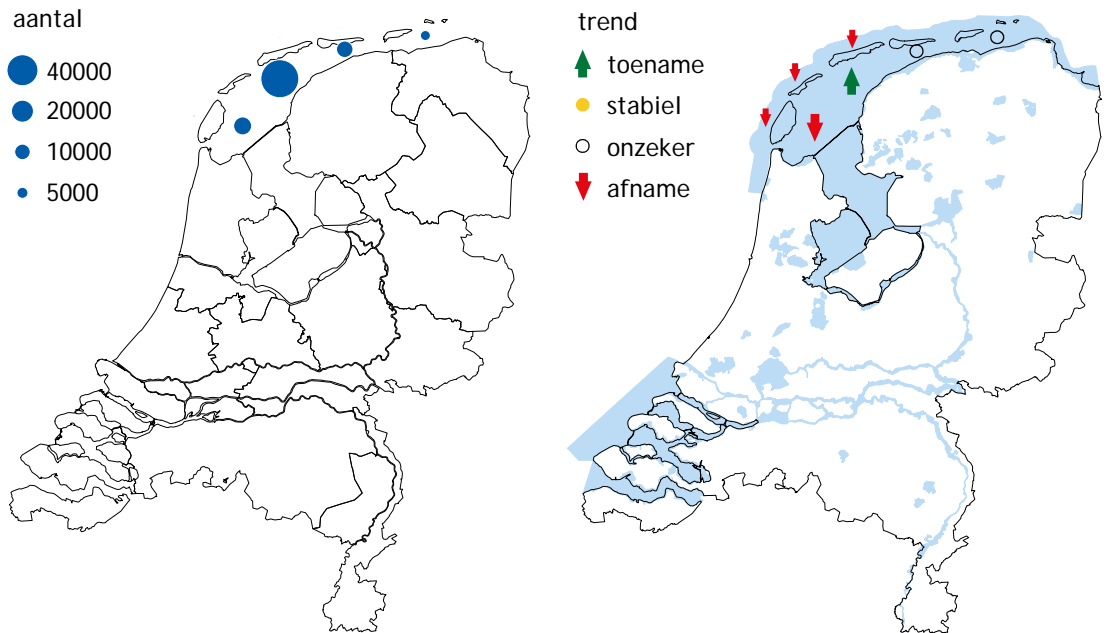 aantal
40000
20000
10000
5000
trend
toename
stabiel
onzeker
afname